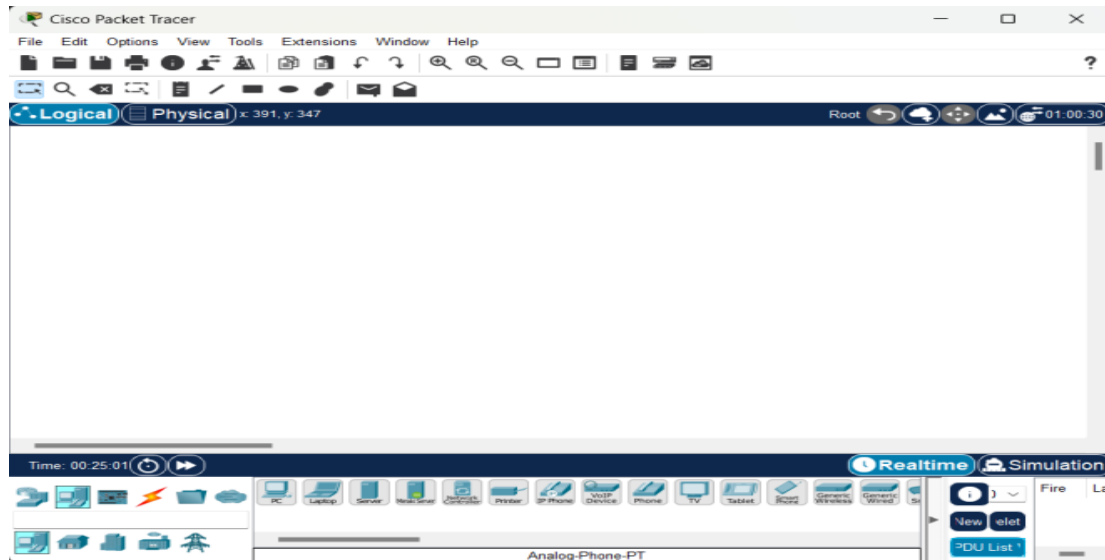 Cisco Packet Tracer
File Edit Options View Tools Extensions Window Help
?
Logical Physical x: 391, y: 347 Root 01:00:30
Time: 00:25:01 Realtime Simulation
PC Laptop Server Printer IP Phone VoIP Device Phone TV Tablet Smart Phone Generic Wireless Generic Wired
Fire La
New elet
PDU List
Analog-Phone-PT